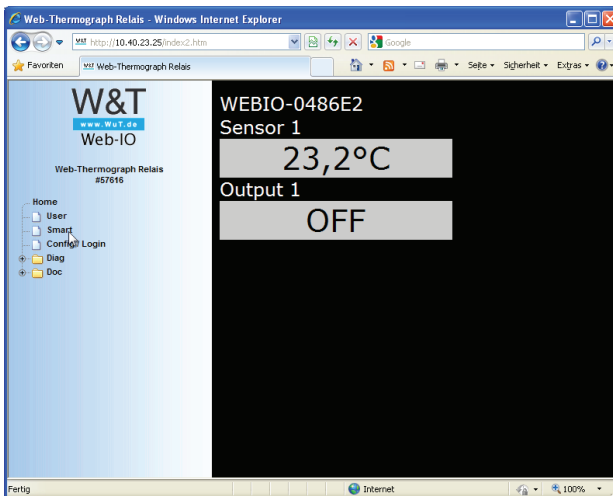 Web-Thermograph Relais - Windows Internet Explorer
W&T http://10.40.23.25/index2.htm
Google
Favoriten
W&T Web-Thermograph Relais
Seite
Sicherheit
Extras
W&T
www.WuT.de
Web-IO
Web-Thermograph Relais
#57616
Home
User
Smart
Config Login
Diag
Doc
WEBIO-0486E2
Sensor 1
23,2°C
Output 1
OFF
Fertig
Internet
100%